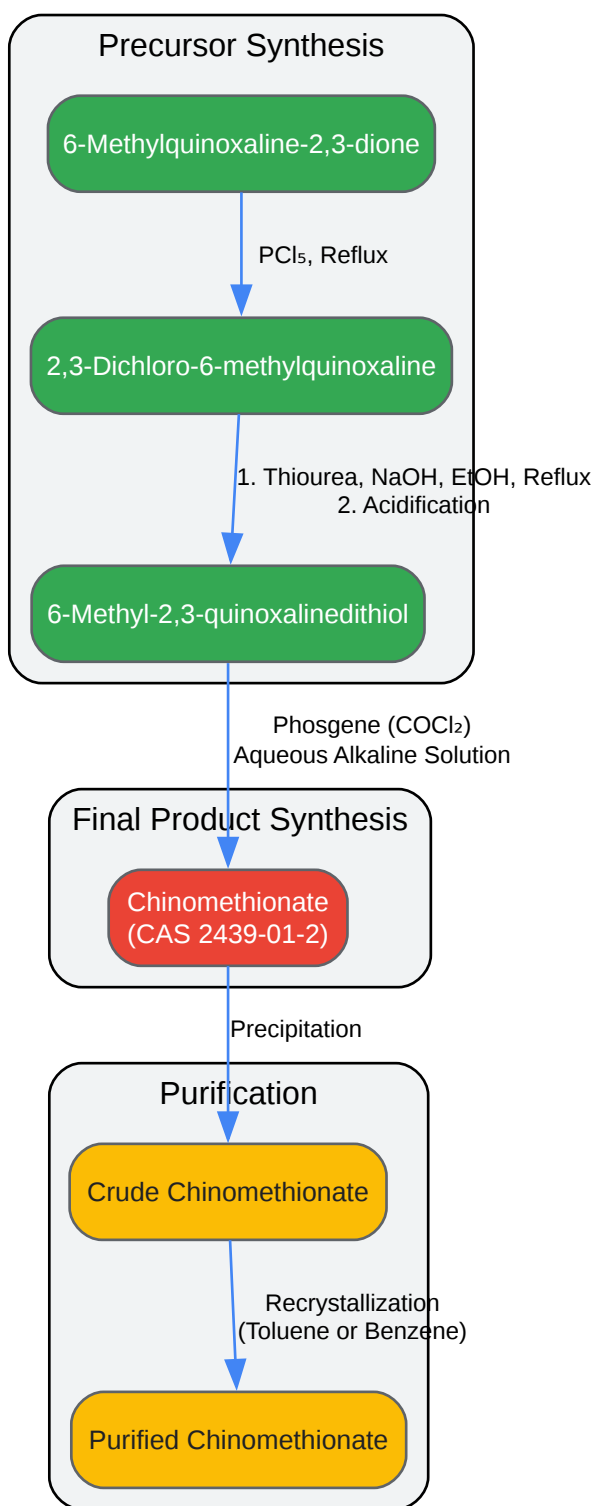 Precursor Synthesis
6-Methylquinoxaline-2,3-dione
PCl₅, Reflux
2,3-Dichloro-6-methylquinoxaline
1. Thiourea, NaOH, EtOH, Reflux
2. Acidification
6-Methyl-2,3-quinoxalinedithiol
Phosgene (COCl₂)
Aqueous Alkaline Solution
Final Product Synthesis
Chinomethionate
(CAS 2439-01-2)
Precipitation
Purification
Crude Chinomethionate
Recrystallization
(Toluene or Benzene)
Purified Chinomethionate